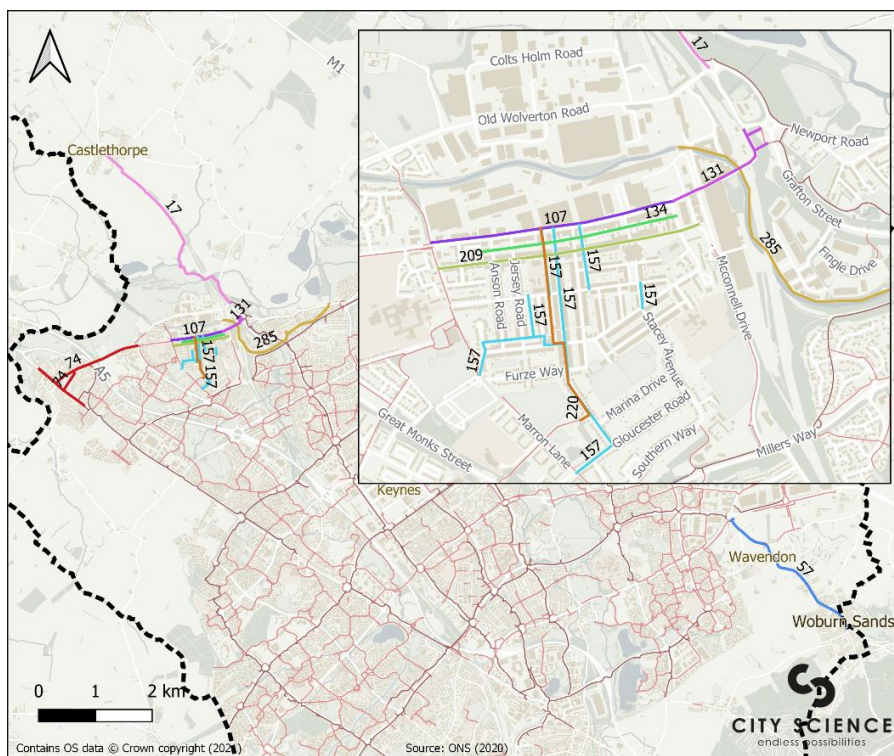 M1
Castlethorpe
17
131
107
285
157
157
74
74
A5
Keynes
Wavendon
57
Woburn Sands
17
Colts Holm Road
Old Wolverton Road
Newport Road
131
Grafton Street
107
134
209
285
Fingle Drive
Anson Road
Jersey Road
157
157
157
157
157
Mcconnell Drive
Stacey Avenue
157
Furze Way
220
Marina Drive
Gloucester Road
Great Monks Street
Marron Lane
157
Southern Way
Millers Way
0 1 2 km
CITY SCIENCE
endless possibilities
Contains OS data © Crown copyright
Source: ONS (2020)